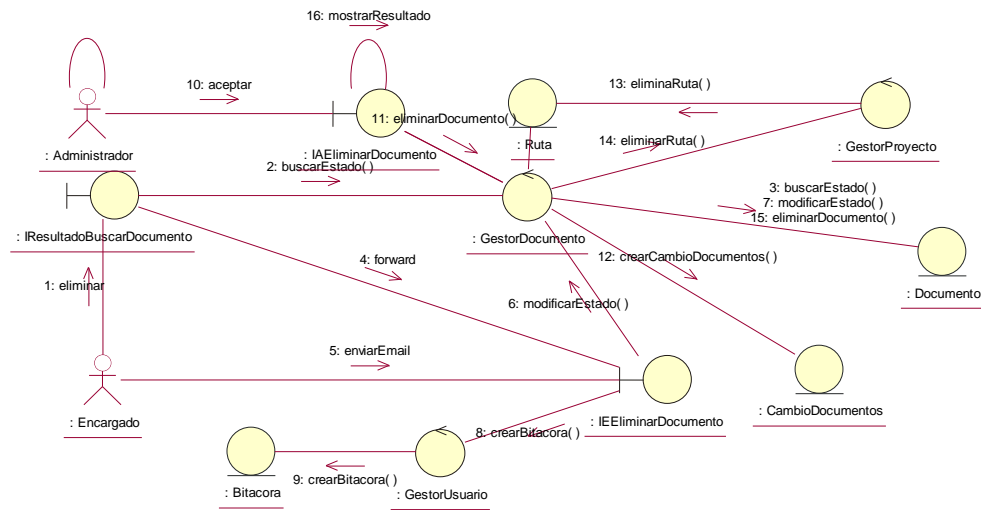 16: mostrarResultado
10: aceptar
13: eliminaRuta( )
11: eliminarDocumento( )
14: eliminarRuta( )
: Ruta
: Administrador
: IAEliminarDocumento
: GestorProyecto
2: buscarEstado( )
3: buscarEstado( )
7: modificarEstado( )
15: eliminarDocumento( )
: IResultadoBuscarDocumento
: GestorDocumento
4: forward
12: crearCambioDocumentos( )
1: eliminar
: Documento
6: modificarEstado( )
5: enviarEmail
: CambioDocumentos
: Encargado
: IEEliminarDocumento
8: crearBitacora( )
9: crearBitacora( )
: Bitacora
: GestorUsuario